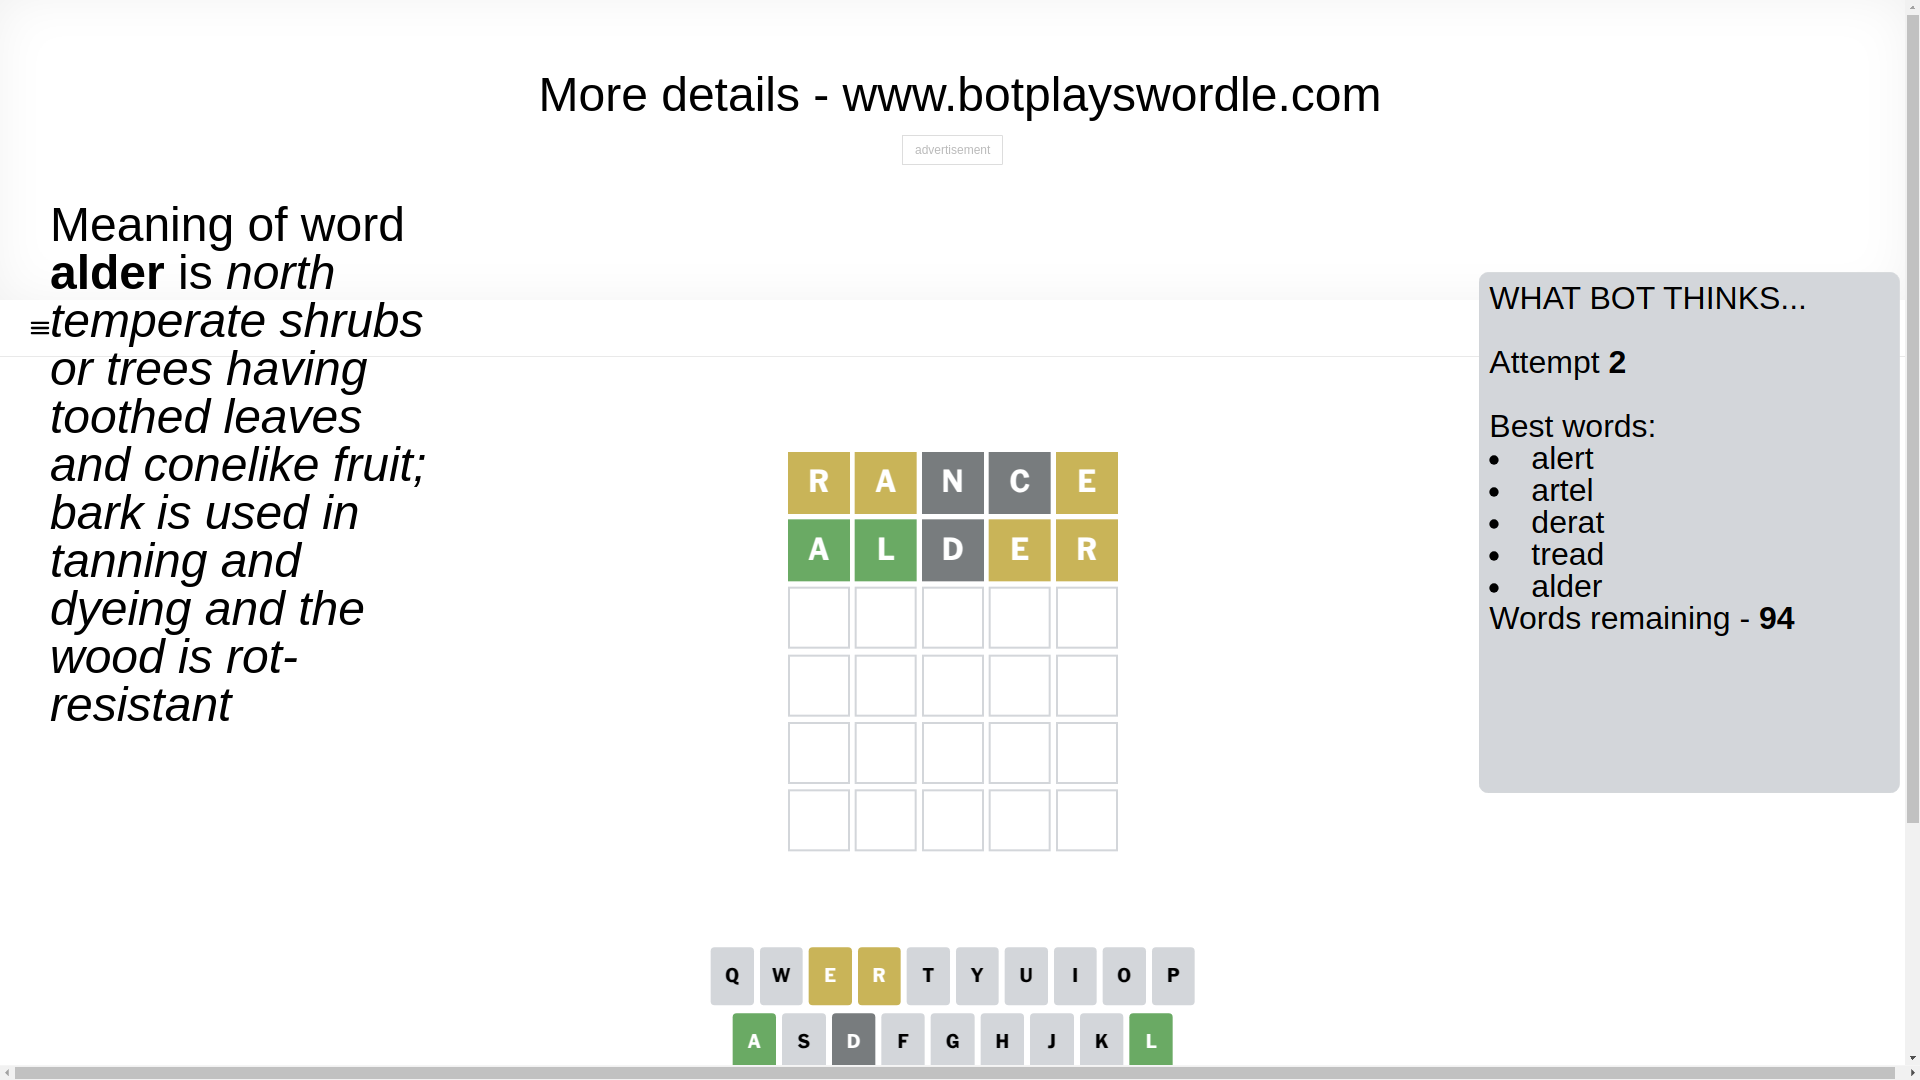 More details - www.botplayswordle.com
advertisement
Meaning of word
alder is north
temperate shrubs
or trees having
toothed leaves
and conelike fruit;
bark is used in
tanning and
dyeing and the
wood is rot-
resistant
R A N C E
A L D E R
WHAT BOT THINKS...
Attempt 2
Best words:
alert
artel
derat
tread
alder
Words remaining - 94
Q W E R T Y U I O P
A S D F G H J K L